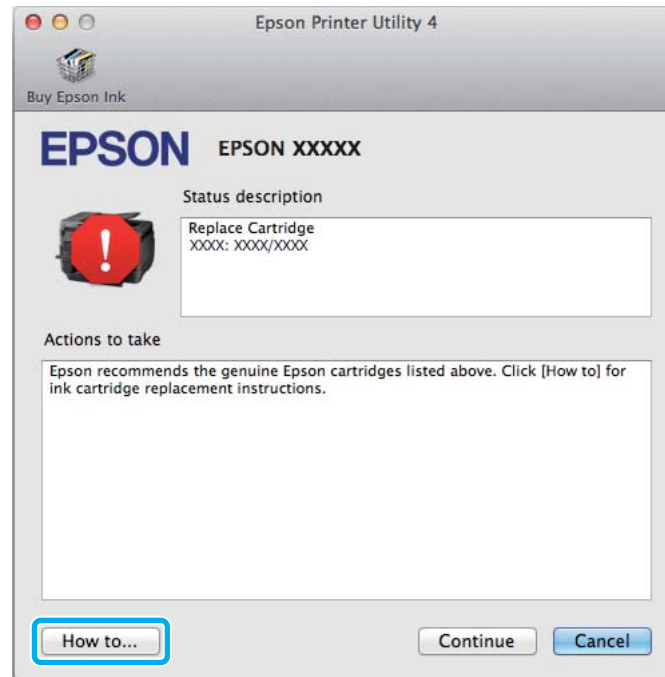 Epson Printer Utility 4
Buy Epson Ink
EPSON
EPSON XXXXX
Status description
Replace Cartridge
XXXX: XXXX/XXXX
Actions to take
Epson recommends the genuine Epson cartridges listed above. Click [How to] for
ink cartridge replacement instructions.
How to...
Continue
Cancel